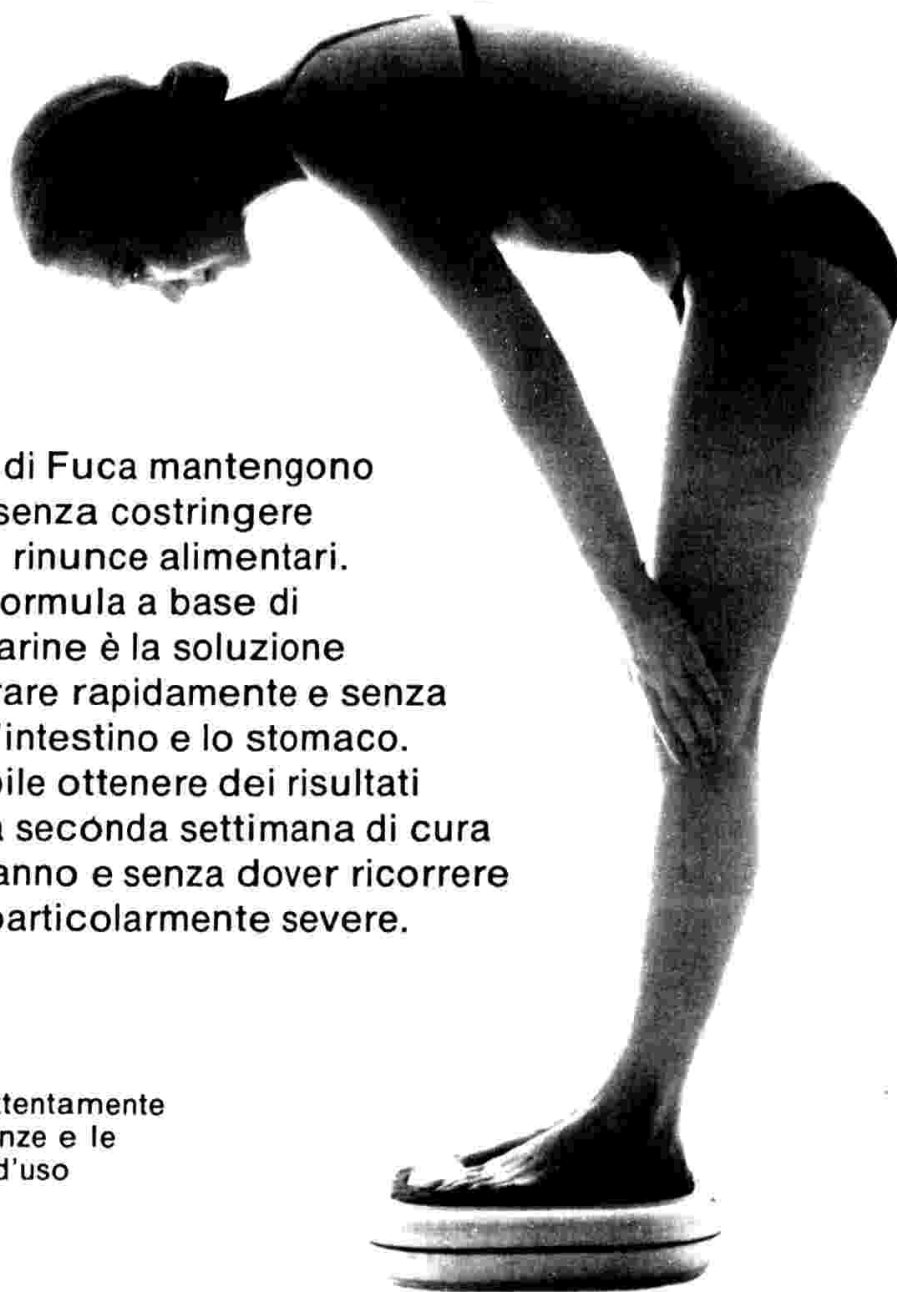 di Fuca mantengono
senza costringere
rinunce alimentari.
ormula a base di
arine è la soluzione
rare rapidamente e senza
'intestino e lo stomaco.
bile ottenere dei risultati
a seconda settimana di cura
anno e senza dover ricorrere
particolarmente severe.
ttentamente
nze e le
d'uso